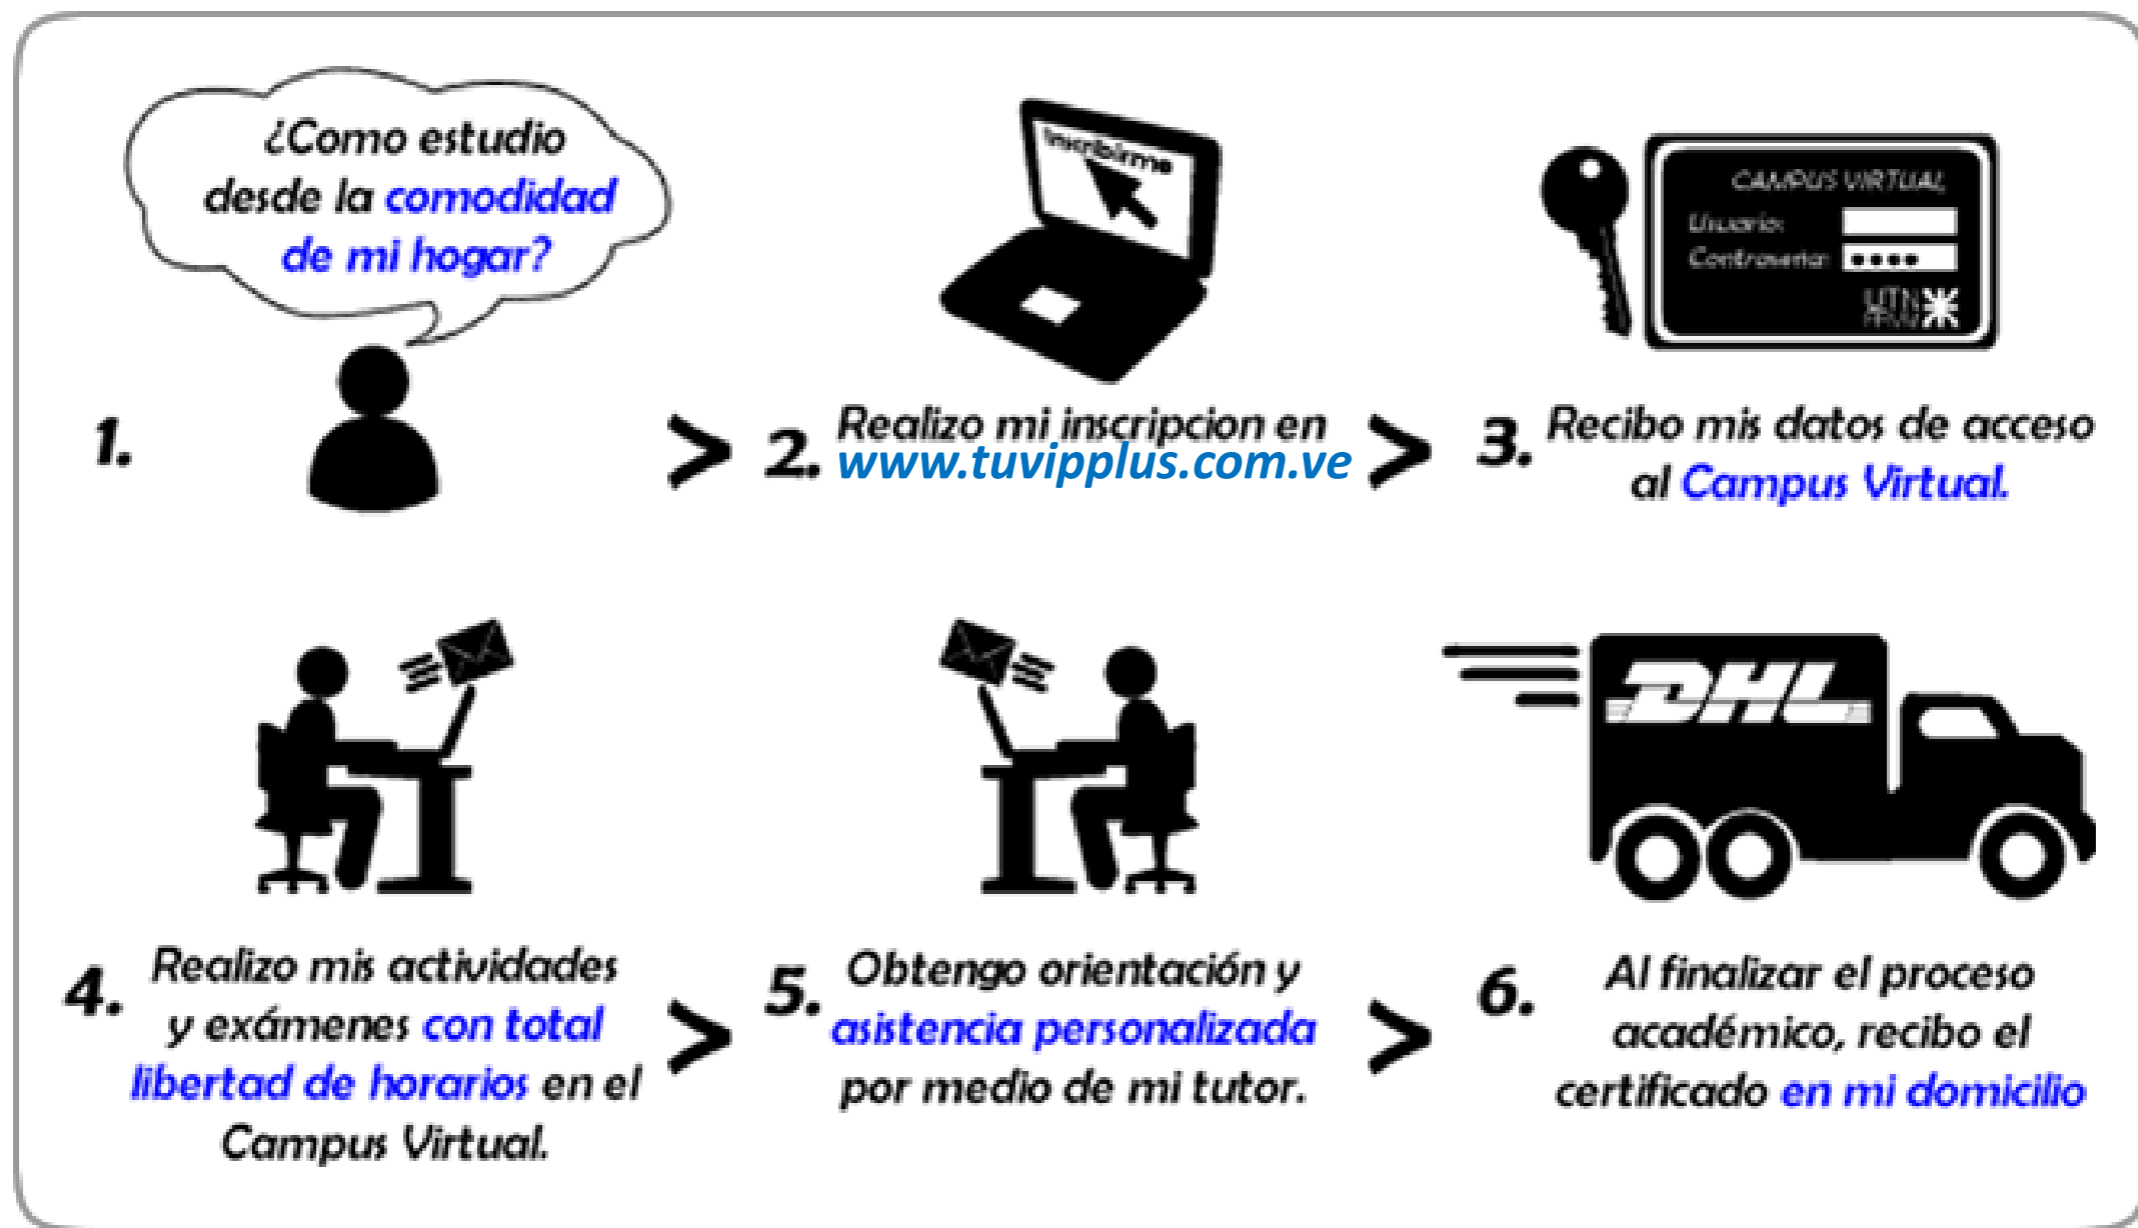 ¿Como estudio
desde la comodidad
de mi hogar?
1.
Inscribirme
>
2.
Realizo mi inscripcion en
www.tuvipplus.com.ve
>
CAMPUS VIRTUAL
Usuario:
Contraseña:
UTN
3.
Recibo mis datos de acceso
al Campus Virtual.
4.
Realizo mis actividades
y exámenes con total
libertad de horarios en el
Campus Virtual.
>
5.
Obtengo orientación y
asistencia personalizada
por medio de mi tutor.
>
DHL
6.
Al finalizar el proceso
académico, recibo el
certificado en mi domicilio